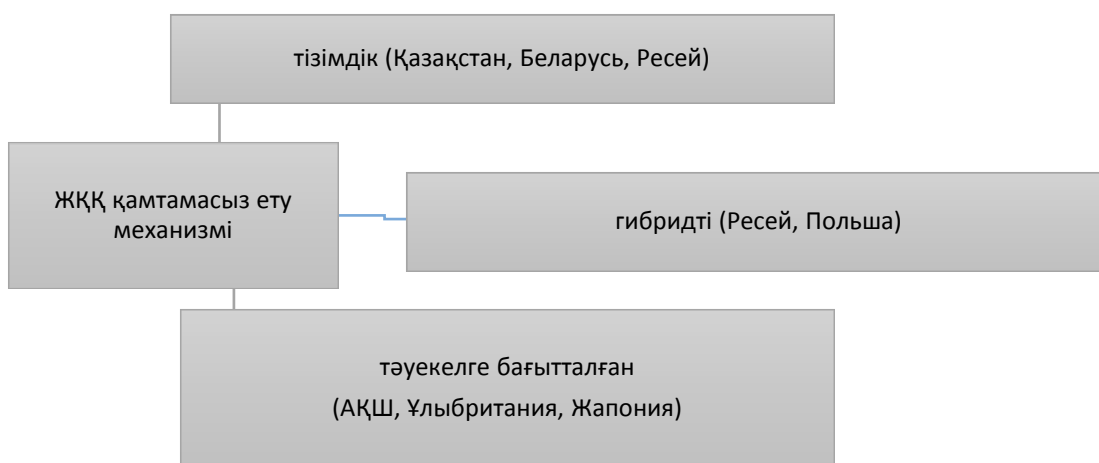 тізімдік (Қазақстан, Беларусь, Ресей)
ЖҚҚ қамтамасыз ету
механизмі
гибридті (Ресей, Польша)
тәуекелге бағытталған
(АҚШ, Ұлыбритания, Жапония)